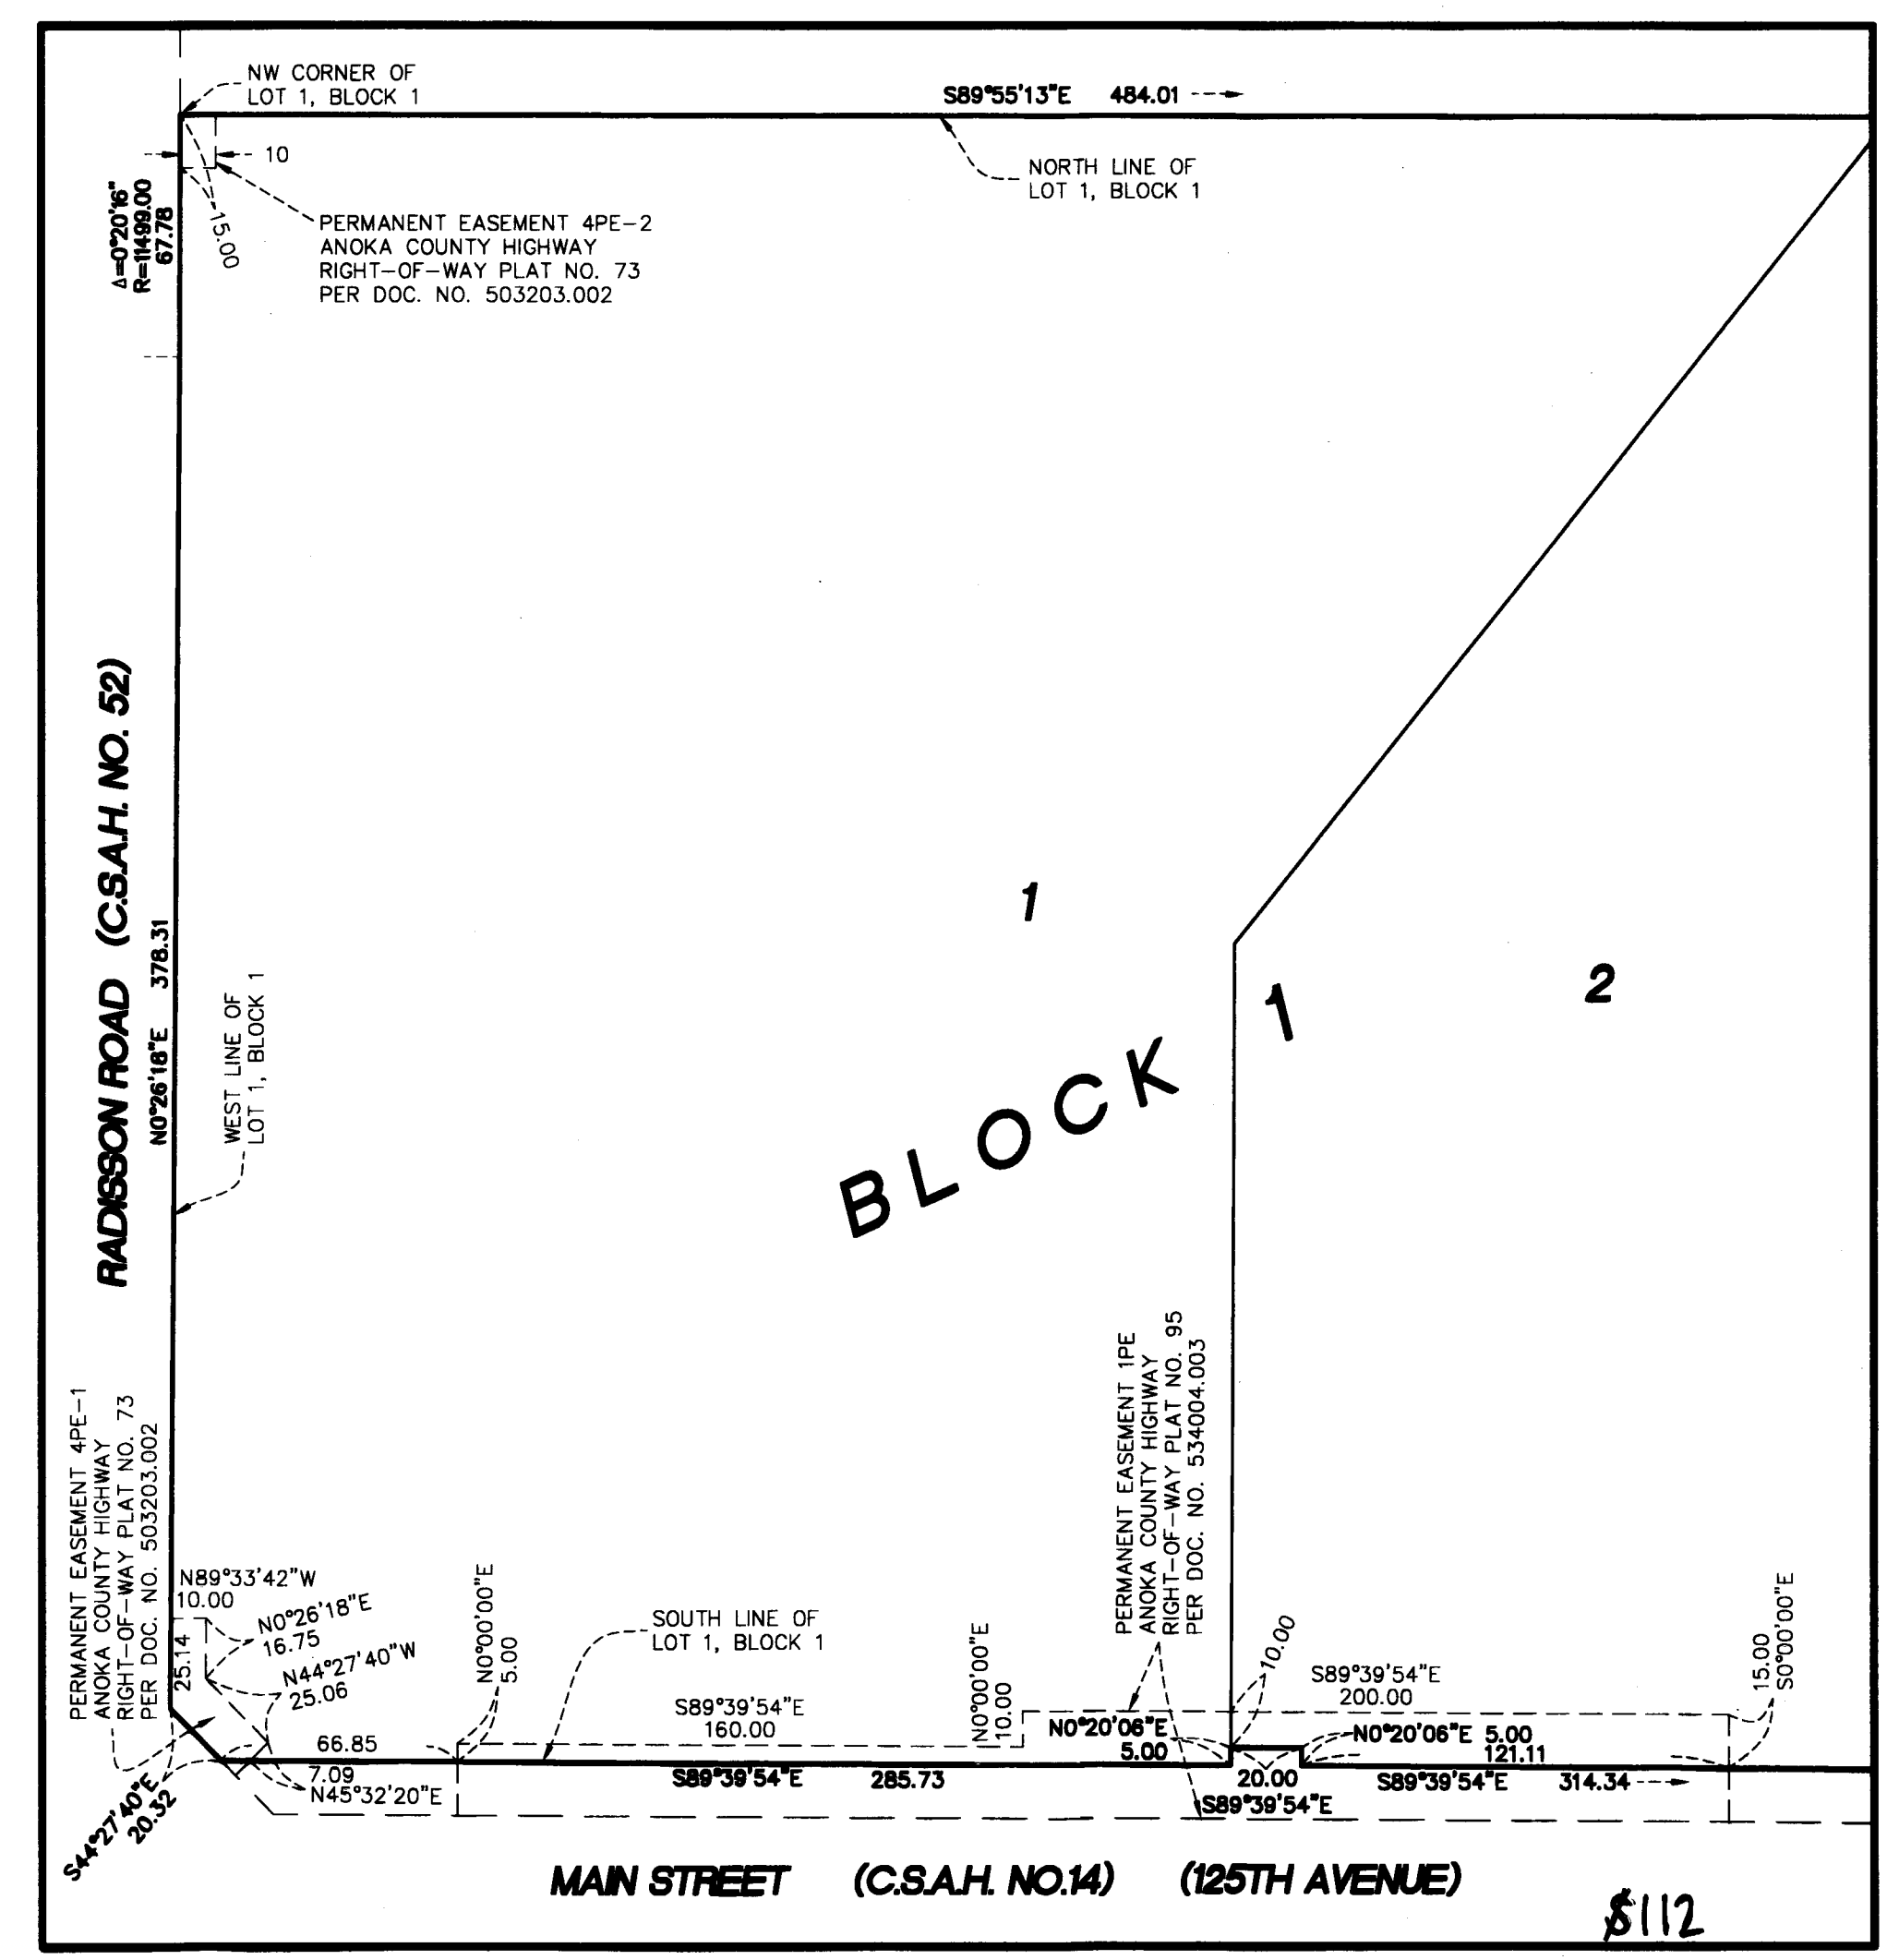 NW CORNER OF
LOT 1, BLOCK 1
S89°55'13"E 484.01
10
NORTH LINE OF
LOT 1, BLOCK 1
Δ=0°20'16"
R=11499.00
67.78
15.00
PERMANENT EASEMENT 4PE-2
ANOKA COUNTY HIGHWAY
RIGHT-OF-WAY PLAT NO. 73
PER DOC. NO. 503203.002
RADISSON ROAD (C.S.A.H. NO. 52)
N0°26'18"E 378.31
WEST LINE OF
LOT 1, BLOCK 1
1
2
BLOCK 1
PERMANENT EASEMENT 4PE-1
ANOKA COUNTY HIGHWAY
RIGHT-OF-WAY PLAT NO. 73
PER DOC. NO. 503203.002
N89°33'42"W
10.00
N0°26'18"E
16.75
25.14
N44°27'40"W
25.06
S44°27'40"E
20.32
66.85
7.09
N45°32'20"E
N0°00'00"E
5.00
SOUTH LINE OF
LOT 1, BLOCK 1
S89°39'54"E
160.00
S89°39'54"E 285.73
N0°00'00"E
10.00
PERMANENT EASEMENT 1PE
ANOKA COUNTY HIGHWAY
RIGHT-OF-WAY PLAT NO. 95
PER DOC. NO. 534004.003
N0°20'06"E
5.00
10.00
20.00
S89°39'54"E
S89°39'54"E
200.00
N0°20'06"E 5.00
121.11
S89°39'54"E 314.34
15.00
S0°00'00"E
MAIN STREET (C.S.A.H. NO.14) (125TH AVENUE)
$112